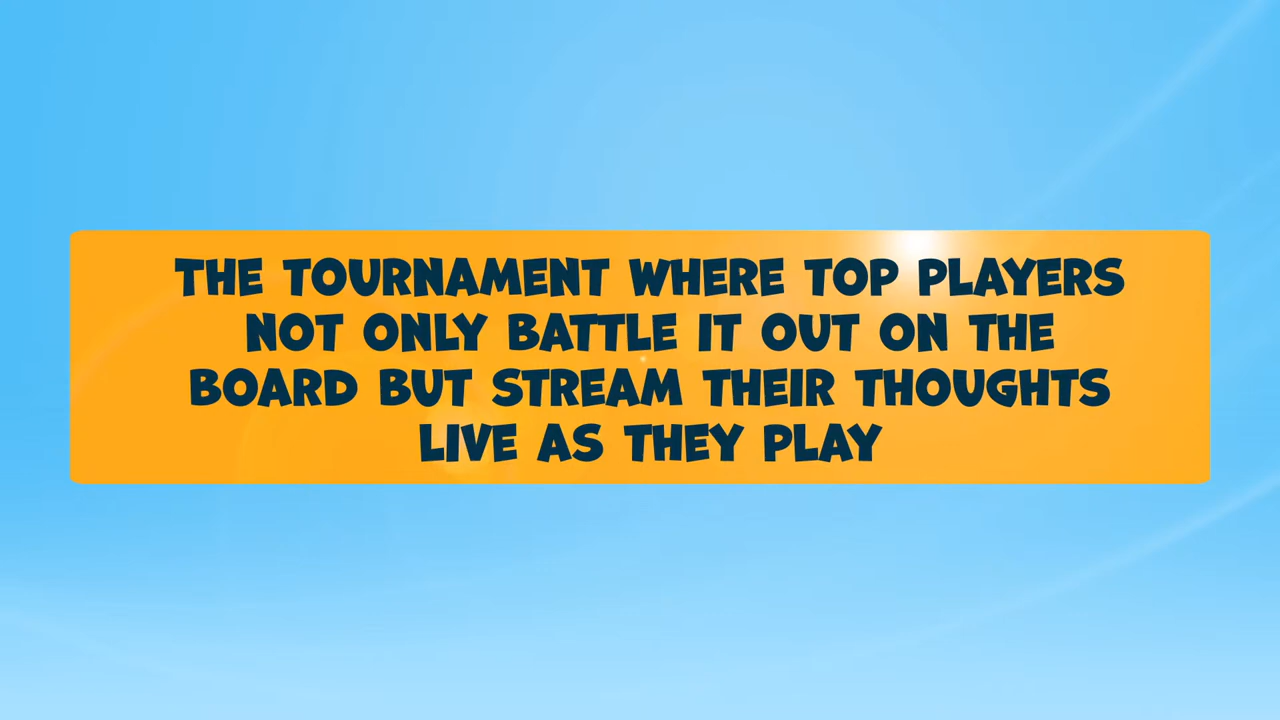 THE TOURNAMENT WHERE TOP PLAYERS
NOT ONLY BATTLE IT OUT ON THE
BOARD BUT STREAM THEIR THOUGHTS
LIVE AS THEY PLAY